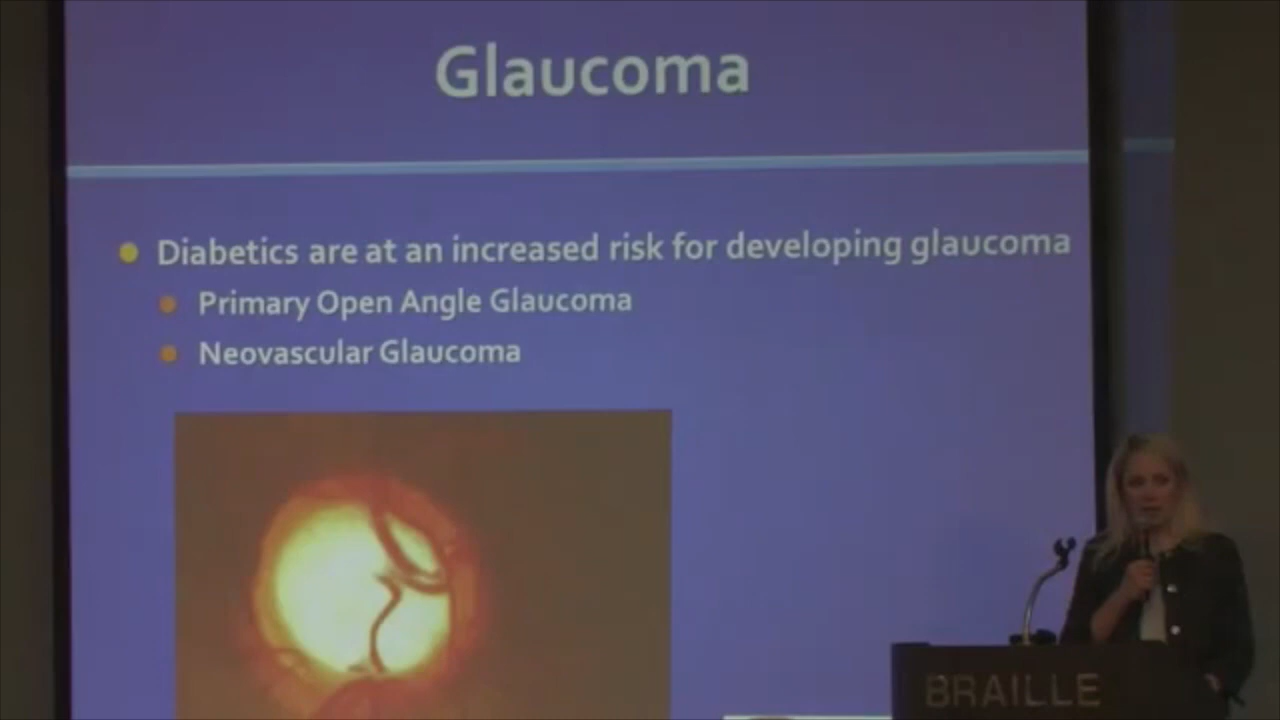 Glaucoma
Diabetics are at an increased risk for developing glaucoma
Primary Open Angle Glaucoma
Neovascular Glaucoma
BRAILLE